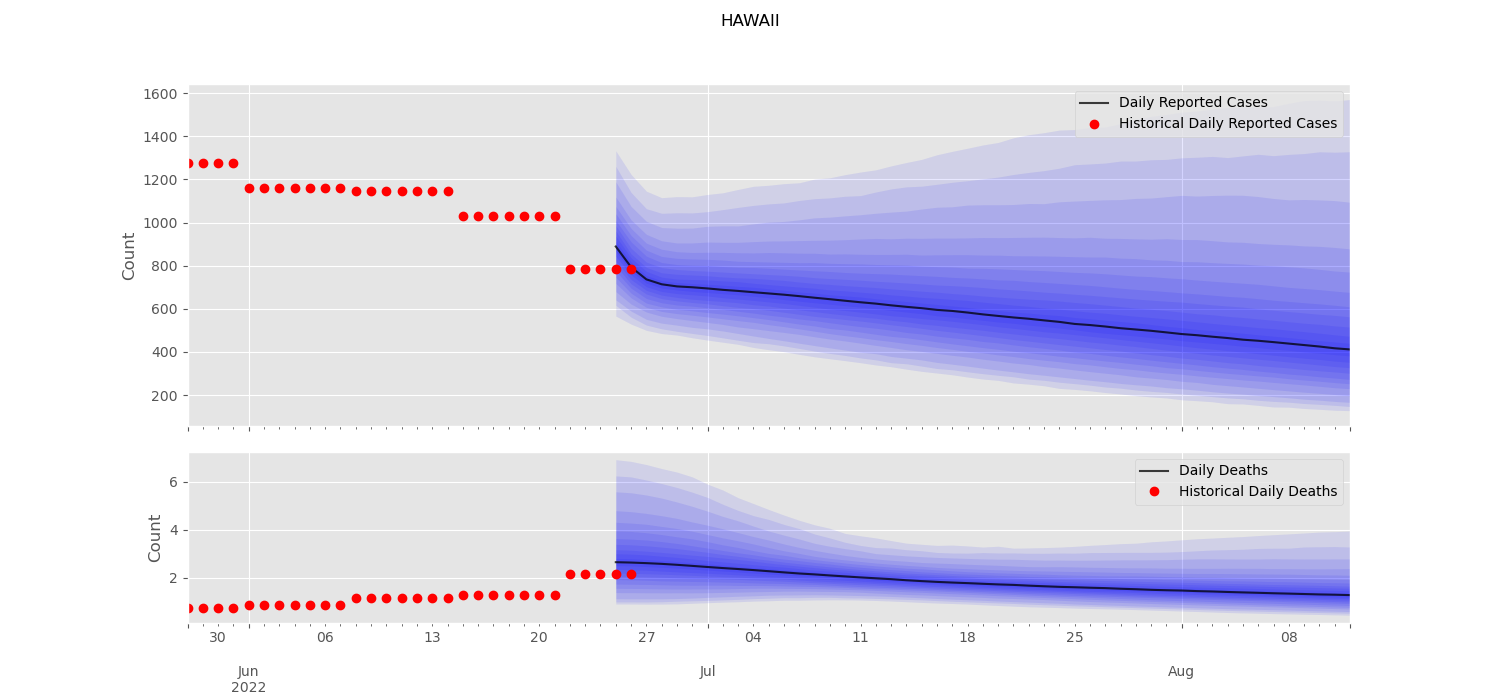 HAWAII
1600
1400
1200
1000
800
600
400
200
Count
Daily Reported Cases
Historical Daily Reported Cases
6
4
2
Count
Daily Deaths
Historical Daily Deaths
30 06 13 20 27 04 11 18 25 08
Jun Jul Aug
2022